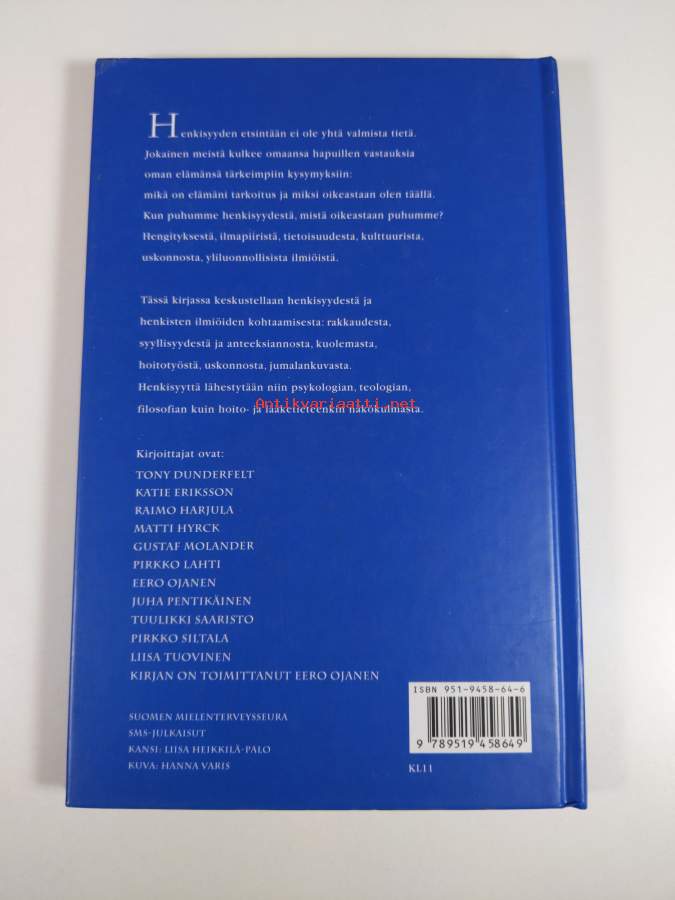 Henkisyyden etsintään ei ole yhtä valmista tietä.
Jokainen meistä kulkee omaansa hapuillen vastauksia
oman elämänsä tärkeimpiin kysymyksiin:
mikä on elämäni tarkoitus ja miksi oikeastaan olen täällä.
Kun puhumme henkisyydestä, mistä oikeastaan puhumme?
Hengityksestä, ilmapiiristä, tietoisuudesta, kulttuurista,
uskonnosta, yliluonnollisista ilmiöistä.
Tässä kirjassa keskustellaan henkisyydestä ja
henkisten ilmiöiden kohtaamisesta: rakkaudesta,
syyllisyydestä ja anteeksiannosta, kuolemasta,
hoitotyöstä, uskonnosta, jumalankuvasta.
Henkisyyttä lähestytään niin psykologian, teologian,
Antikvariaatti.net
filosofian kuin hoito- ja lääketieteenkin näkökulmasta.
Kirjoittajat ovat:
TONY DUNDERFELT
KATIE ERIKSSON
RAIMO HARJULA
MATTI HYRCK
GUSTAF MOLANDER
PIRKKO LAHTI
EERO OJANEN
JUHA PENTIKÄINEN
TUULIKKI SAARISTO
PIRKKO SILTALA
LIISA TUOVINEN
KIRJAN ON TOIMITTANUT EERO OJANEN
SUOMEN MIELENTERVEYSSEURA
SMS-JULKAISUT
KANSI: LIISA HEIKKILÄ-PALO
KUVA: HANNA VARIS
ISBN 951-9458-64-6
9 789519 458649
KL11